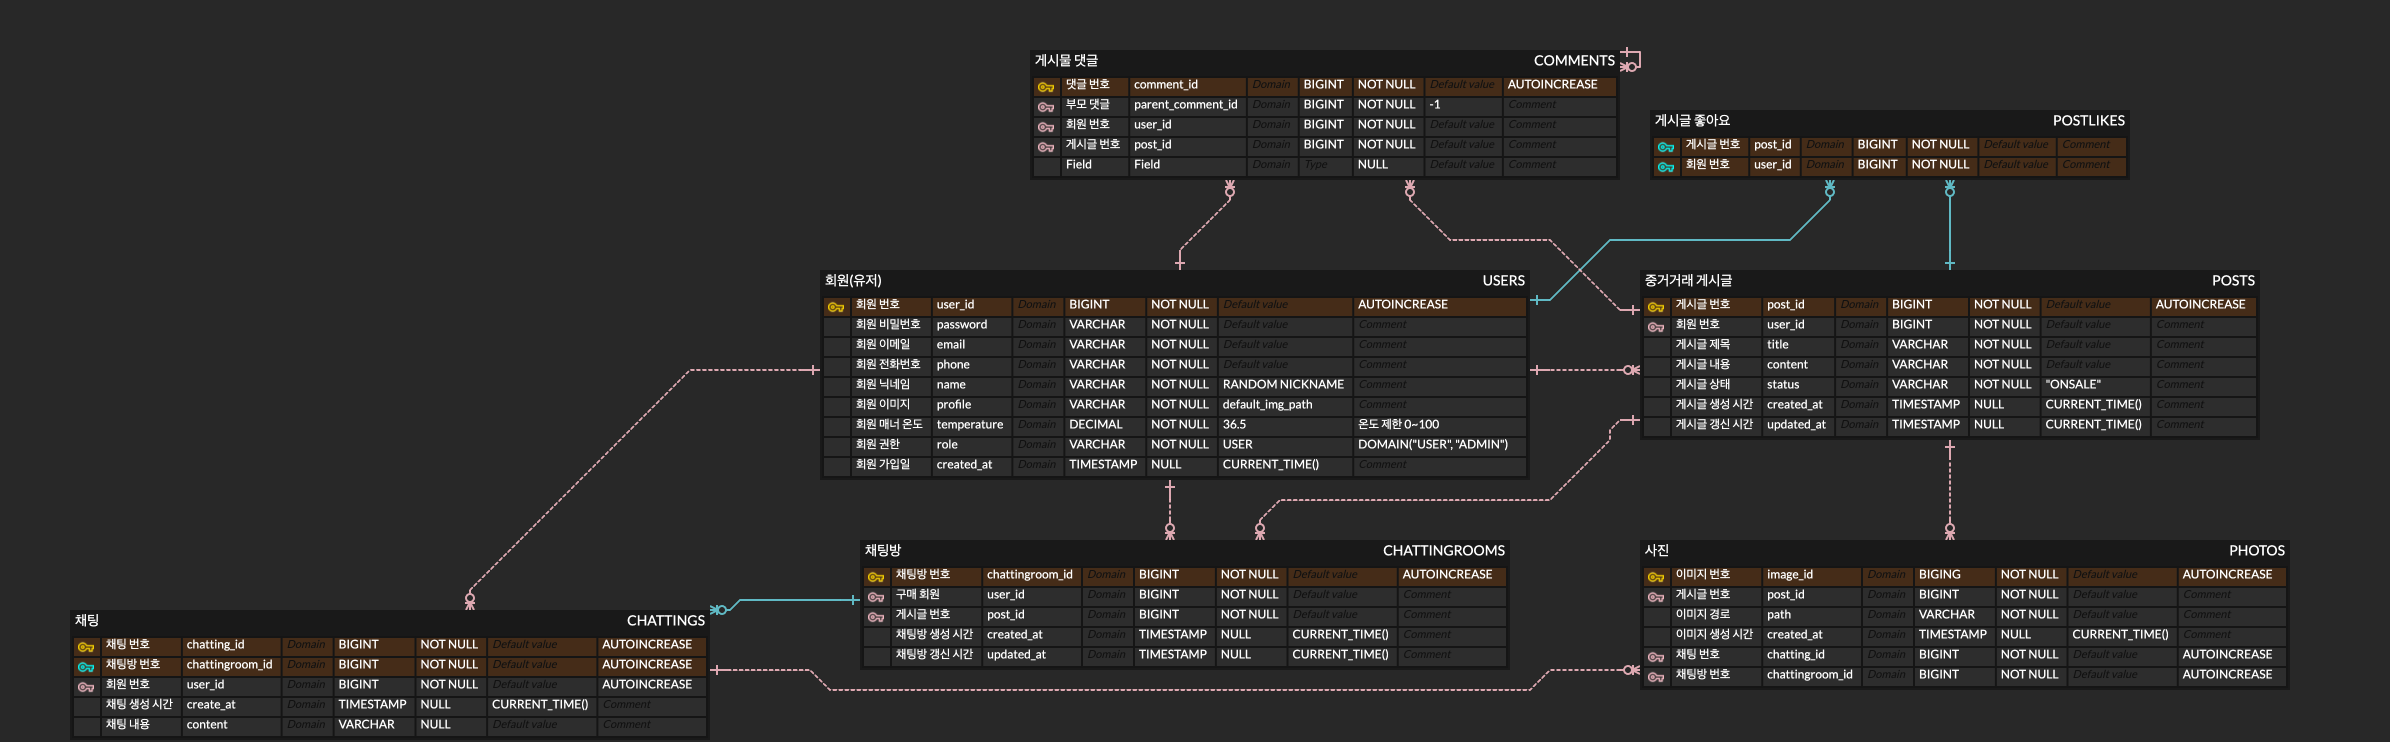 게시물 댓글 COMMENTS
댓글 번호 comment_id Domain BIGINT NOT NULL Default value AUTOINCREASE
부모 댓글 parent_comment_id Domain BIGINT NOT NULL -1 Comment
회원 번호 user_id Domain BIGINT NOT NULL Default value Comment
게시글 번호 post_id Domain BIGINT NOT NULL Default value Comment
Field Field Domain Type NULL Default value Comment
게시글 좋아요 POSTLIKES
게시글 번호 post_id Domain BIGINT NOT NULL Default value Comment
회원 번호 user_id Domain BIGINT NOT NULL Default value Comment
회원(유저) USERS
회원 번호 user_id Domain BIGINT NOT NULL Default value AUTOINCREASE
회원 비밀번호 password Domain VARCHAR NOT NULL Default value Comment
회원 이메일 email Domain VARCHAR NOT NULL Default value Comment
회원 전화번호 phone Domain VARCHAR NOT NULL Default value Comment
회원 닉네임 name Domain VARCHAR NOT NULL RANDOM NICKNAME Comment
회원 이미지 profile Domain VARCHAR NOT NULL default_img_path Comment
회원 매너 온도 temperature Domain DECIMAL NOT NULL 36.5 온도 제한 0~100
회원 권한 role Domain VARCHAR NOT NULL USER DOMAIN("USER", "ADMIN")
회원 가입일 created_at Domain TIMESTAMP NULL CURRENT_TIME() Comment
중거거래 게시글 POSTS
게시글 번호 post_id Domain BIGINT NOT NULL Default value AUTOINCREASE
회원 번호 user_id Domain BIGINT NOT NULL Default value Comment
게시글 제목 title Domain VARCHAR NOT NULL Default value Comment
게시글 내용 content Domain VARCHAR NOT NULL Default value Comment
게시글 상태 status Domain VARCHAR NOT NULL "ONSALE" Comment
게시글 생성 시간 created_at Domain TIMESTAMP NULL CURRENT_TIME() Comment
게시글 갱신 시간 updated_at Domain TIMESTAMP NULL CURRENT_TIME() Comment
채팅방 CHATTINGROOMS
채팅방 번호 chattingroom_id Domain BIGINT NOT NULL Default value AUTOINCREASE
구매 회원 user_id Domain BIGINT NOT NULL Default value Comment
게시글 번호 post_id Domain BIGINT NOT NULL Default value Comment
채팅방 생성 시간 created_at Domain TIMESTAMP NULL CURRENT_TIME() Comment
채팅방 갱신 시간 updated_at Domain TIMESTAMP NULL CURRENT_TIME() Comment
사진 PHOTOS
이미지 번호 image_id Domain BIGING NOT NULL Default value AUTOINCREASE
게시글 번호 post_id Domain BIGINT NOT NULL Default value Comment
이미지 경로 path Domain VARCHAR NOT NULL Default value Comment
이미지 생성 시간 created_at Domain TIMESTAMP NULL CURRENT_TIME() Comment
채팅 번호 chatting_id Domain BIGINT NOT NULL Default value AUTOINCREASE
채팅방 번호 chattingroom_id Domain BIGINT NOT NULL Default value AUTOINCREASE
채팅 CHATTINGS
채팅 번호 chatting_id Domain BIGINT NOT NULL Default value AUTOINCREASE
채팅방 번호 chattingroom_id Domain BIGINT NOT NULL Default value AUTOINCREASE
회원 번호 user_id Domain BIGINT NOT NULL Default value AUTOINCREASE
채팅 생성 시간 create_at Domain TIMESTAMP NULL CURRENT_TIME() Comment
채팅 내용 content Domain VARCHAR NULL Default value Comment